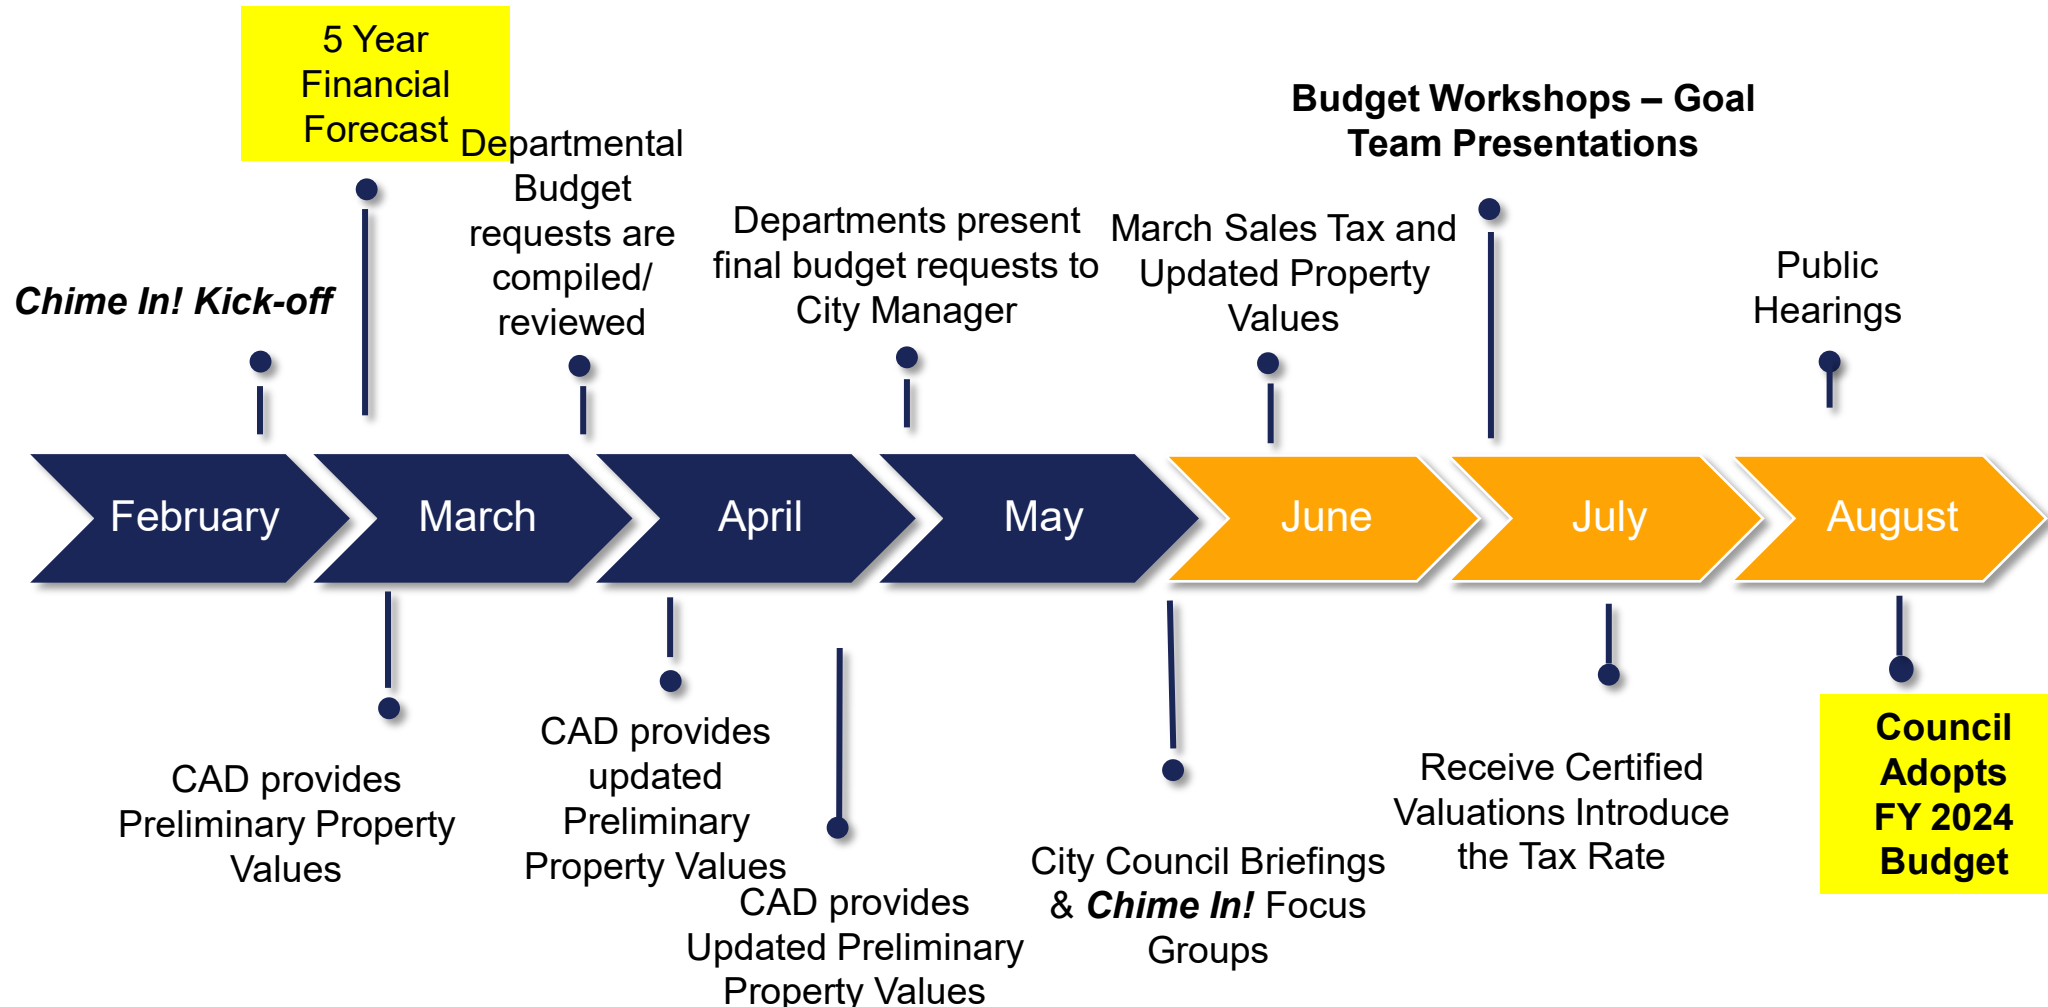 5 Year
Financial
Forecast
Budget Workshops – Goal
Team Presentations
Departmental
Budget
requests are
compiled/
reviewed
Departments present
final budget requests to
City Manager
March Sales Tax and
Updated Property
Values
Public
Hearings
Chime In! Kick-off
February
March
April
May
June
July
August
CAD provides
Preliminary Property
Values
CAD provides
updated
Preliminary
Property Values
CAD provides
Updated Preliminary
Property Values
City Council Briefings
& Chime In! Focus
Groups
Receive Certified
Valuations Introduce
the Tax Rate
Council
Adopts
FY 2024
Budget